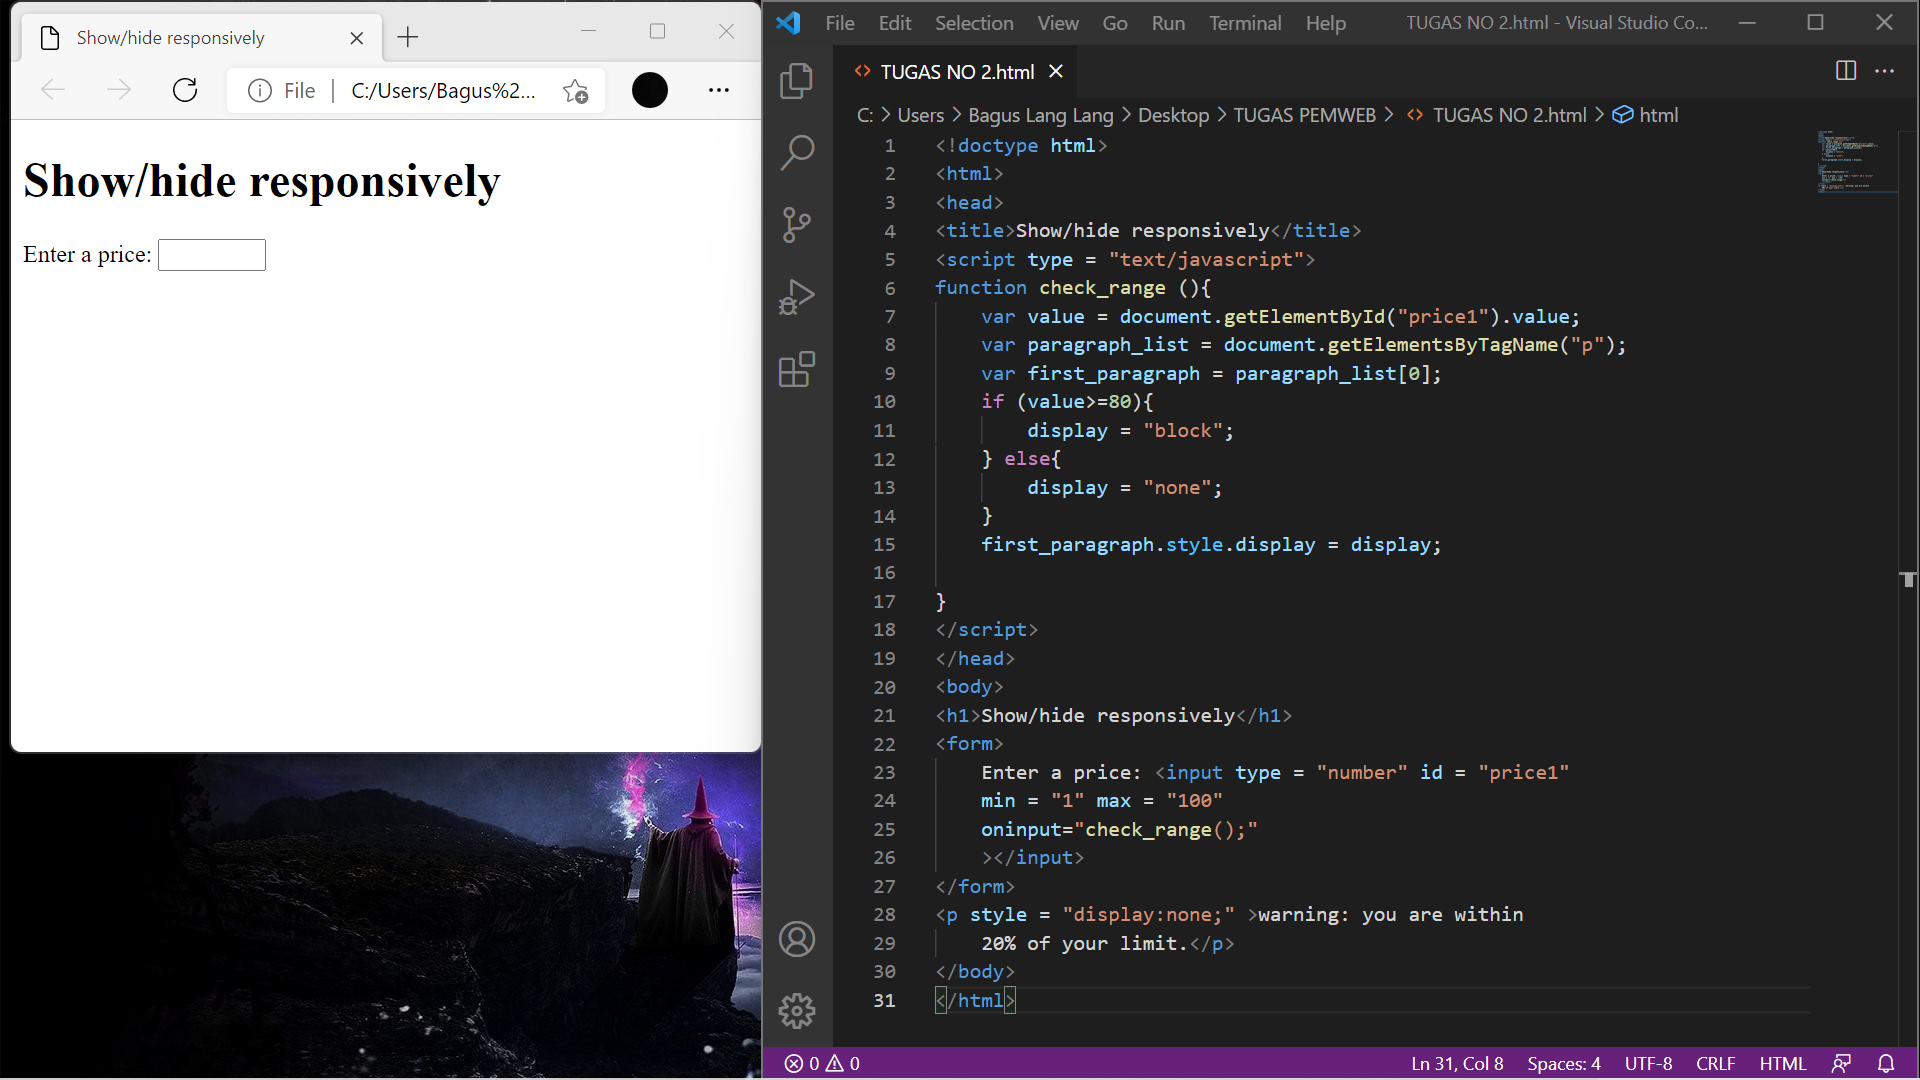 Show/hide responsively
File
C:/Users/Bagus%2...
Show/hide responsively
Enter a price:
File Edit Selection View Go Run Terminal Help
TUGAS NO 2.html - Visual Studio Co...
TUGAS NO 2.html
C: > Users > Bagus Lang Lang > Desktop > TUGAS PEMWEB > TUGAS NO 2.html > html
1 <!doctype html>
2 <html>
3 <head>
4 <title>Show/hide responsively</title>
5 <script type = "text/javascript">
6 function check_range (){
7     var value = document.getElementById("price1").value;
8     var paragraph_list = document.getElementsByTagName("p");
9     var first_paragraph = paragraph_list[0];
10     if (value>=80){
11         display = "block";
12     } else{
13         display = "none";
14     }
15     first_paragraph.style.display = display;
16
17 }
18 </script>
19 </head>
20 <body>
21 <h1>Show/hide responsively</h1>
22 <form>
23     Enter a price: <input type = "number" id = "price1"
24     min = "1" max = "100"
25     oninput="check_range();"
26     ></input>
27 </form>
28 <p style = "display:none;" >warning: you are within
29     20% of your limit.</p>
30 </body>
31 </html>
0 0
Ln 31, Col 8 Spaces: 4 UTF-8 CRLF HTML